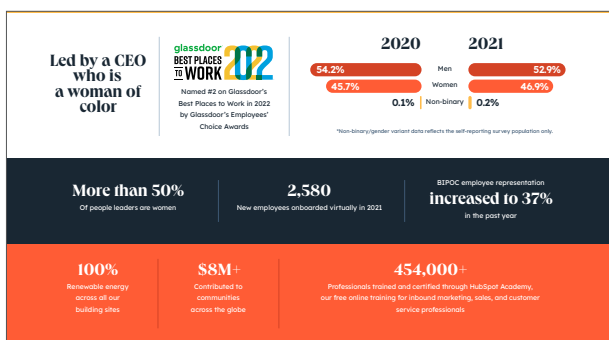 Led by a CEO
who is
a woman of
color
glassdoor
BEST PLACES
TO WORK
2022
Named #2 on Glassdoor's
Best Places to Work in 2022
by Glassdoor's Employees'
Choice Awards
2020 2021
54.2% Men 52.9%
45.7% Women 46.9%
0.1% Non-binary 0.2%
*Non-binary/gender variant data reflects the self-reporting survey population only.
More than 50%
Of people leaders are women
2,580
New employees onboarded virtually in 2021
BIPOC employee representation
increased to 37%
in the past year
100%
Renewable energy
across all our
building sites
$8M+
Contributed to
communities
across the globe
454,000+
Professionals trained and certified through HubSpot Academy,
our free online training for inbound marketing, sales, and customer
service professionals